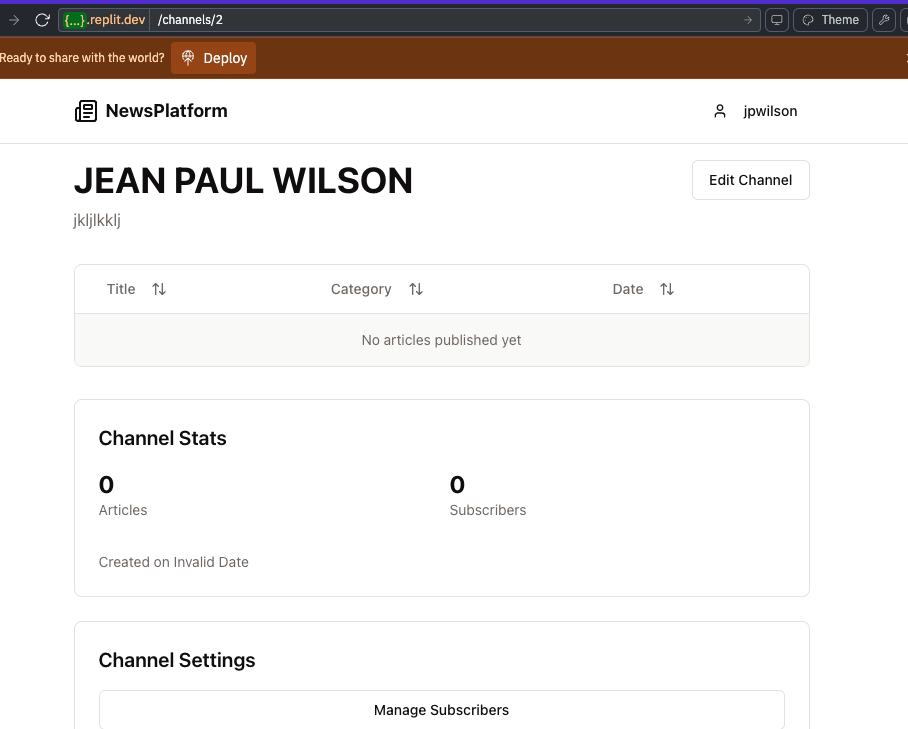 {...}.replit.dev /channels/2
Theme
Ready to share with the world? Deploy
NewsPlatform
jpwilson
JEAN PAUL WILSON
Edit Channel
jkljlkklj
Title Category Date
No articles published yet
Channel Stats
0 0
Articles Subscribers
Created on Invalid Date
Channel Settings
Manage Subscribers